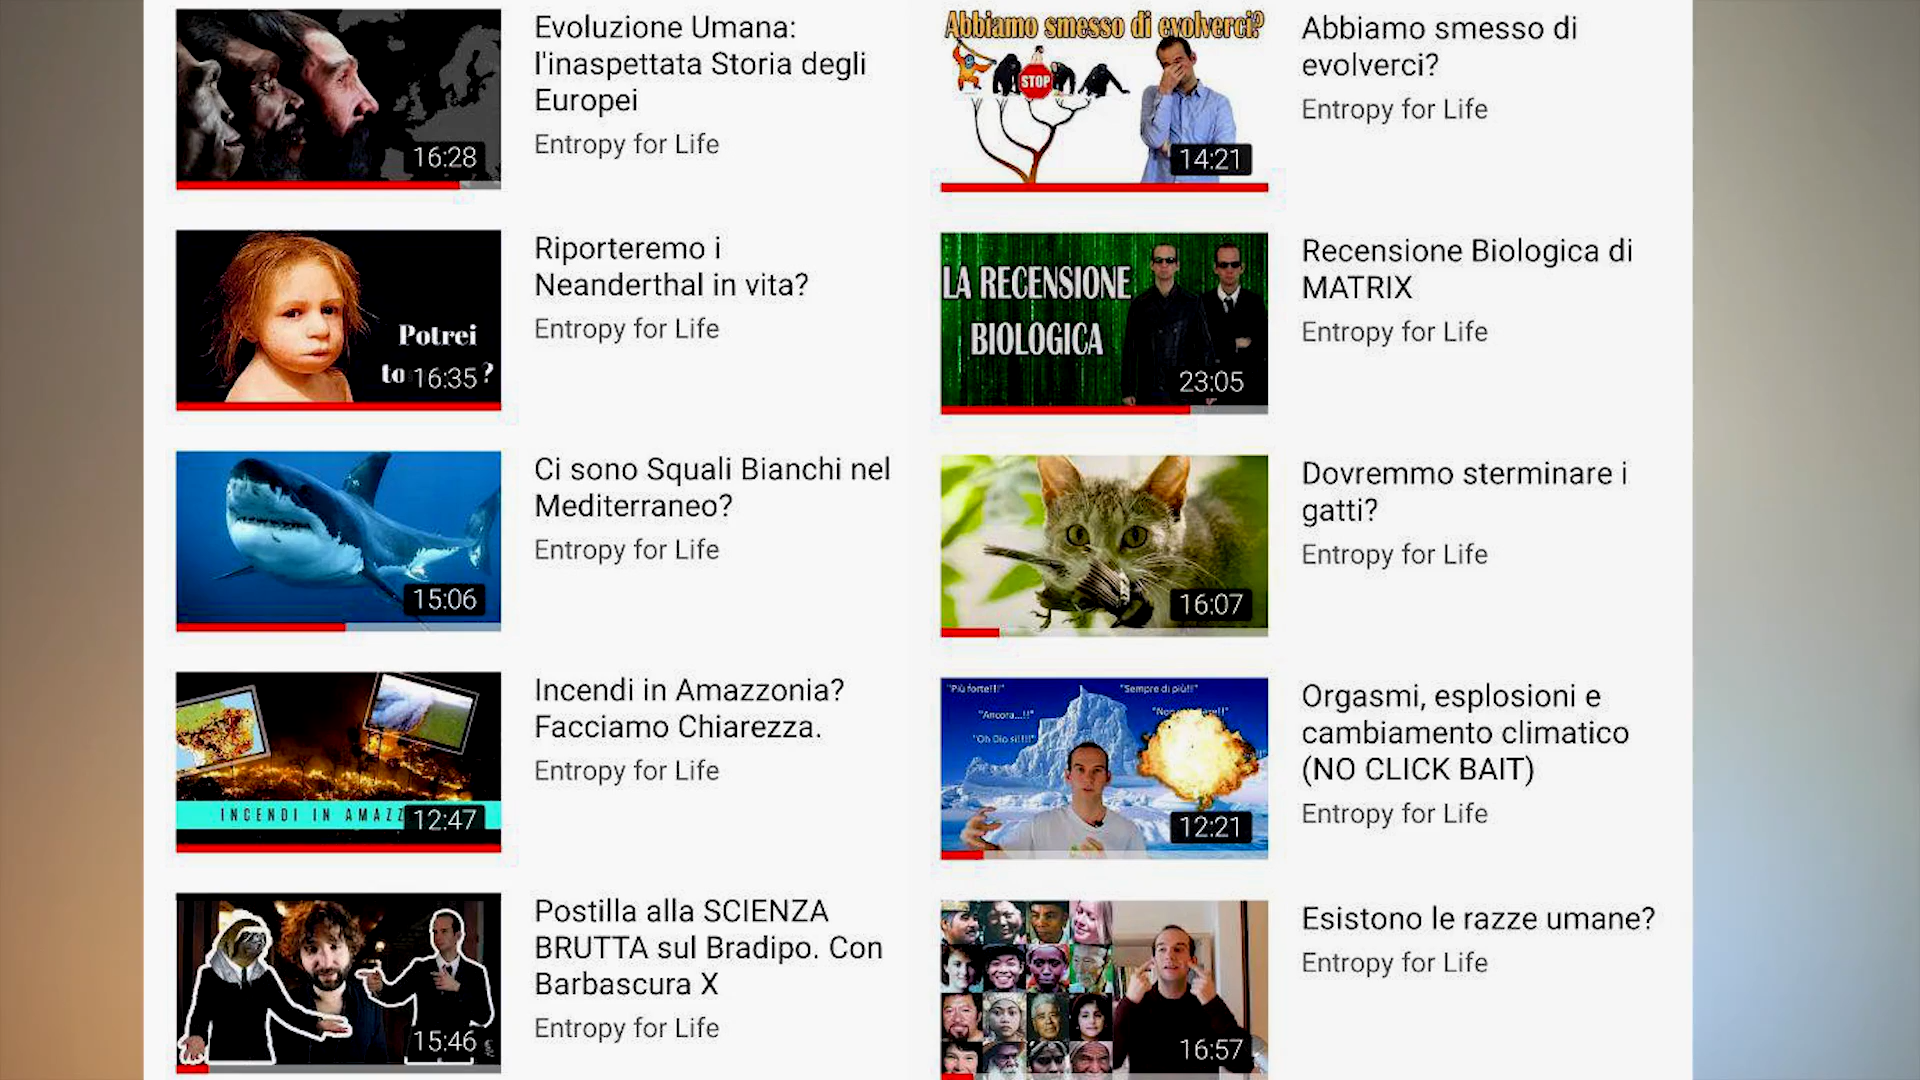 Evoluzione Umana:
l'inaspettata Storia degli
Europei
Entropy for Life
16:28
Riporteremo i
Neanderthal in vita?
Entropy for Life
Potrei
to
?
16:35
Ci sono Squali Bianchi nel
Mediterraneo?
Entropy for Life
15:06
Incendi in Amazzonia?
Facciamo Chiarezza.
Entropy for Life
INCENDI IN AMAZZ
12:47
Postilla alla SCIENZA
BRUTTA sul Bradipo. Con
Barbascura X
Entropy for Life
15:46
Abbiamo smesso di evolverci?
STOP
14:21
Abbiamo smesso di
evolverci?
Entropy for Life
LA RECENSIONE
BIOLOGICA
23:05
Recensione Biologica di
MATRIX
Entropy for Life
16:07
Dovremmo sterminare i
gatti?
Entropy for Life
"Più forte!!!"
"Sempre di più!!"
"Ancora...!!"
"Oh Dio si!!!!"
12:21
Orgasmi, esplosioni e
cambiamento climatico
(NO CLICK BAIT)
Entropy for Life
16:57
Esistono le razze umane?
Entropy for Life